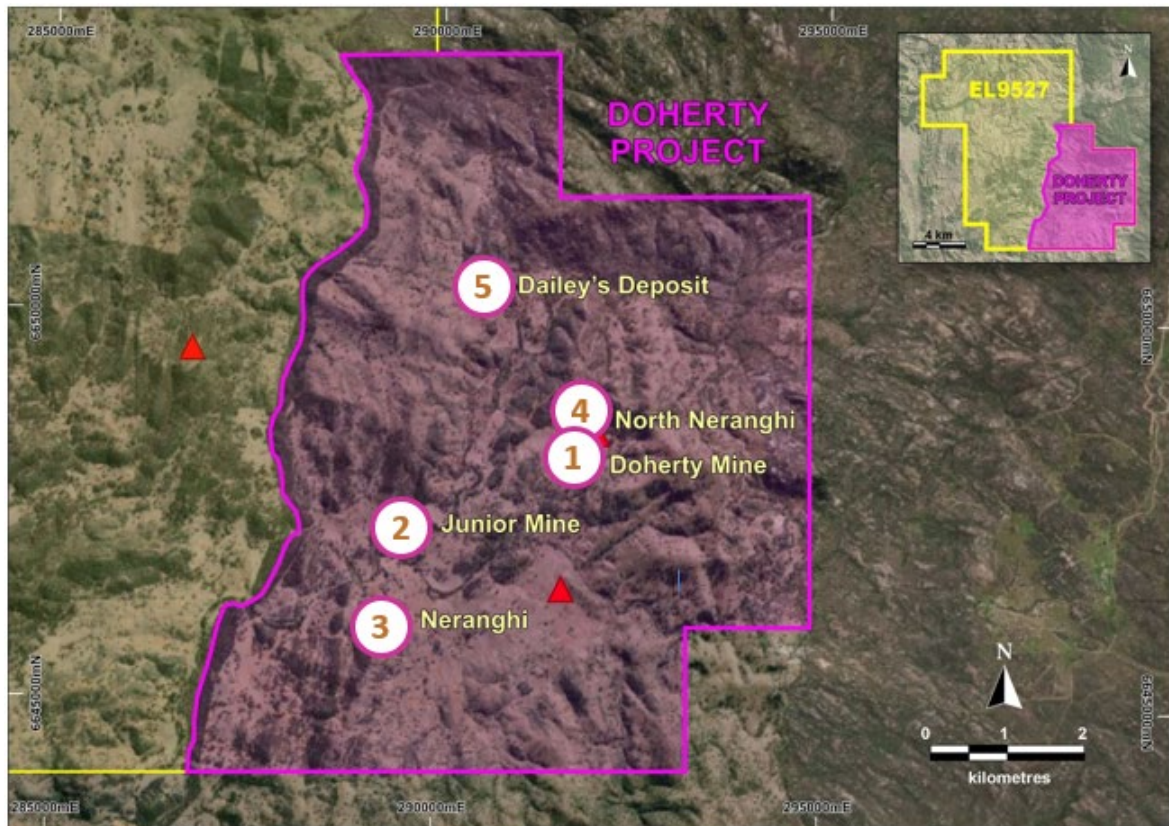 285000mE
290000mE
295000mE
N
EL9527
DOHERTY
PROJECT
4 km
DOHERTY
PROJECT
6650000mN
6650000mN
5
Dailey's Deposit
4
North Neranghi
1
Doherty Mine
2
Junior Mine
3
Neranghi
6645000mN
6645000mN
N
0
1
2
kilometres
285000mE
290000mE
295000mE